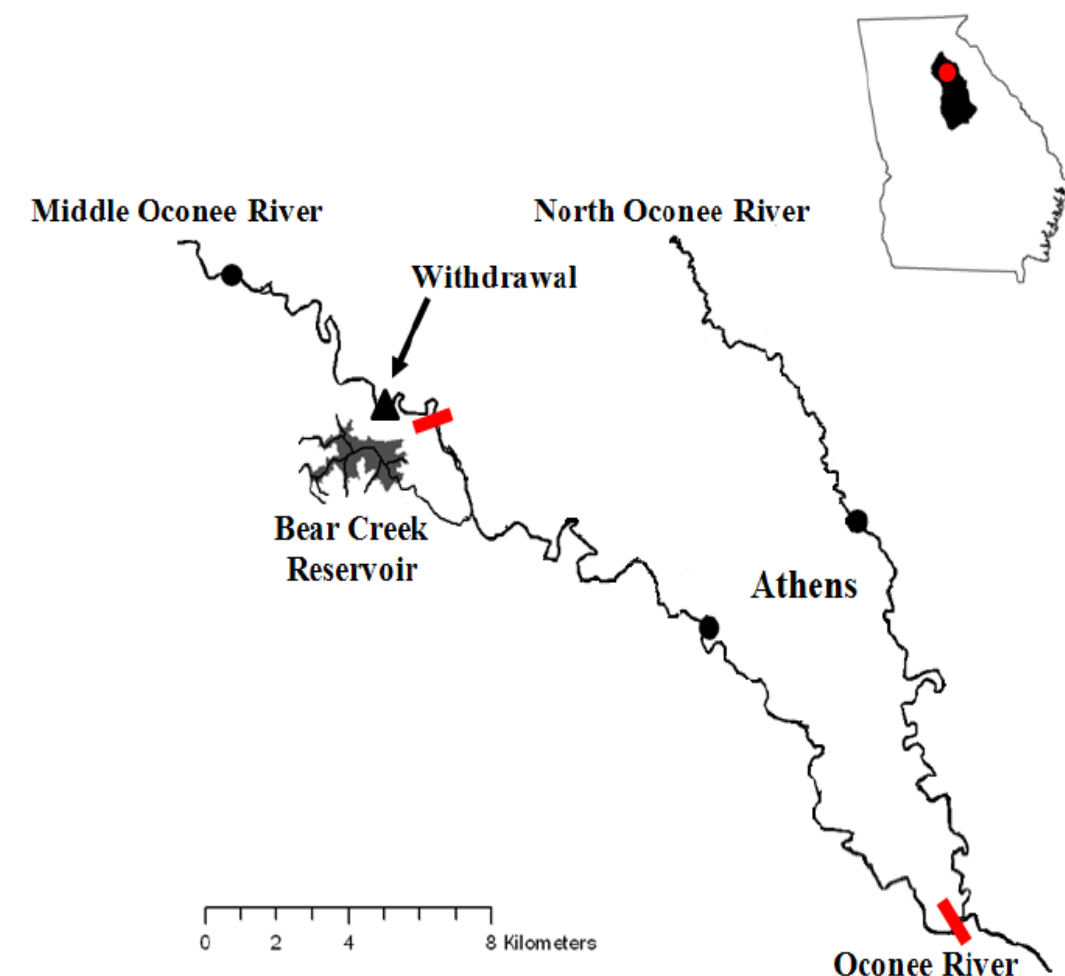 Middle Oconee River
North Oconee River
Withdrawal
Bear Creek
Reservoir
Athens
0 2 4 8 Kilometers
Oconee River